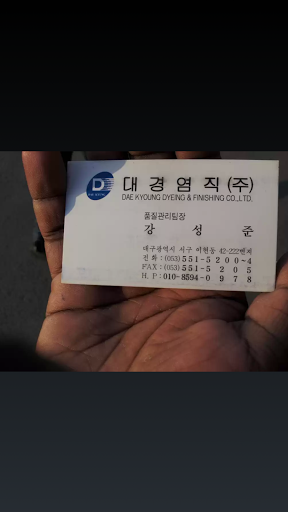 D
대경염직(주)
DAE KYOUNG DYEING & FINISHING CO.,LTD.
품질관리팀장
강 성 준
대구광역시 서구 이현동 42-222번지
전 화 : (053) 551-5200-4
FAX : (053) 551-5205
H. P : 010-8594-0978